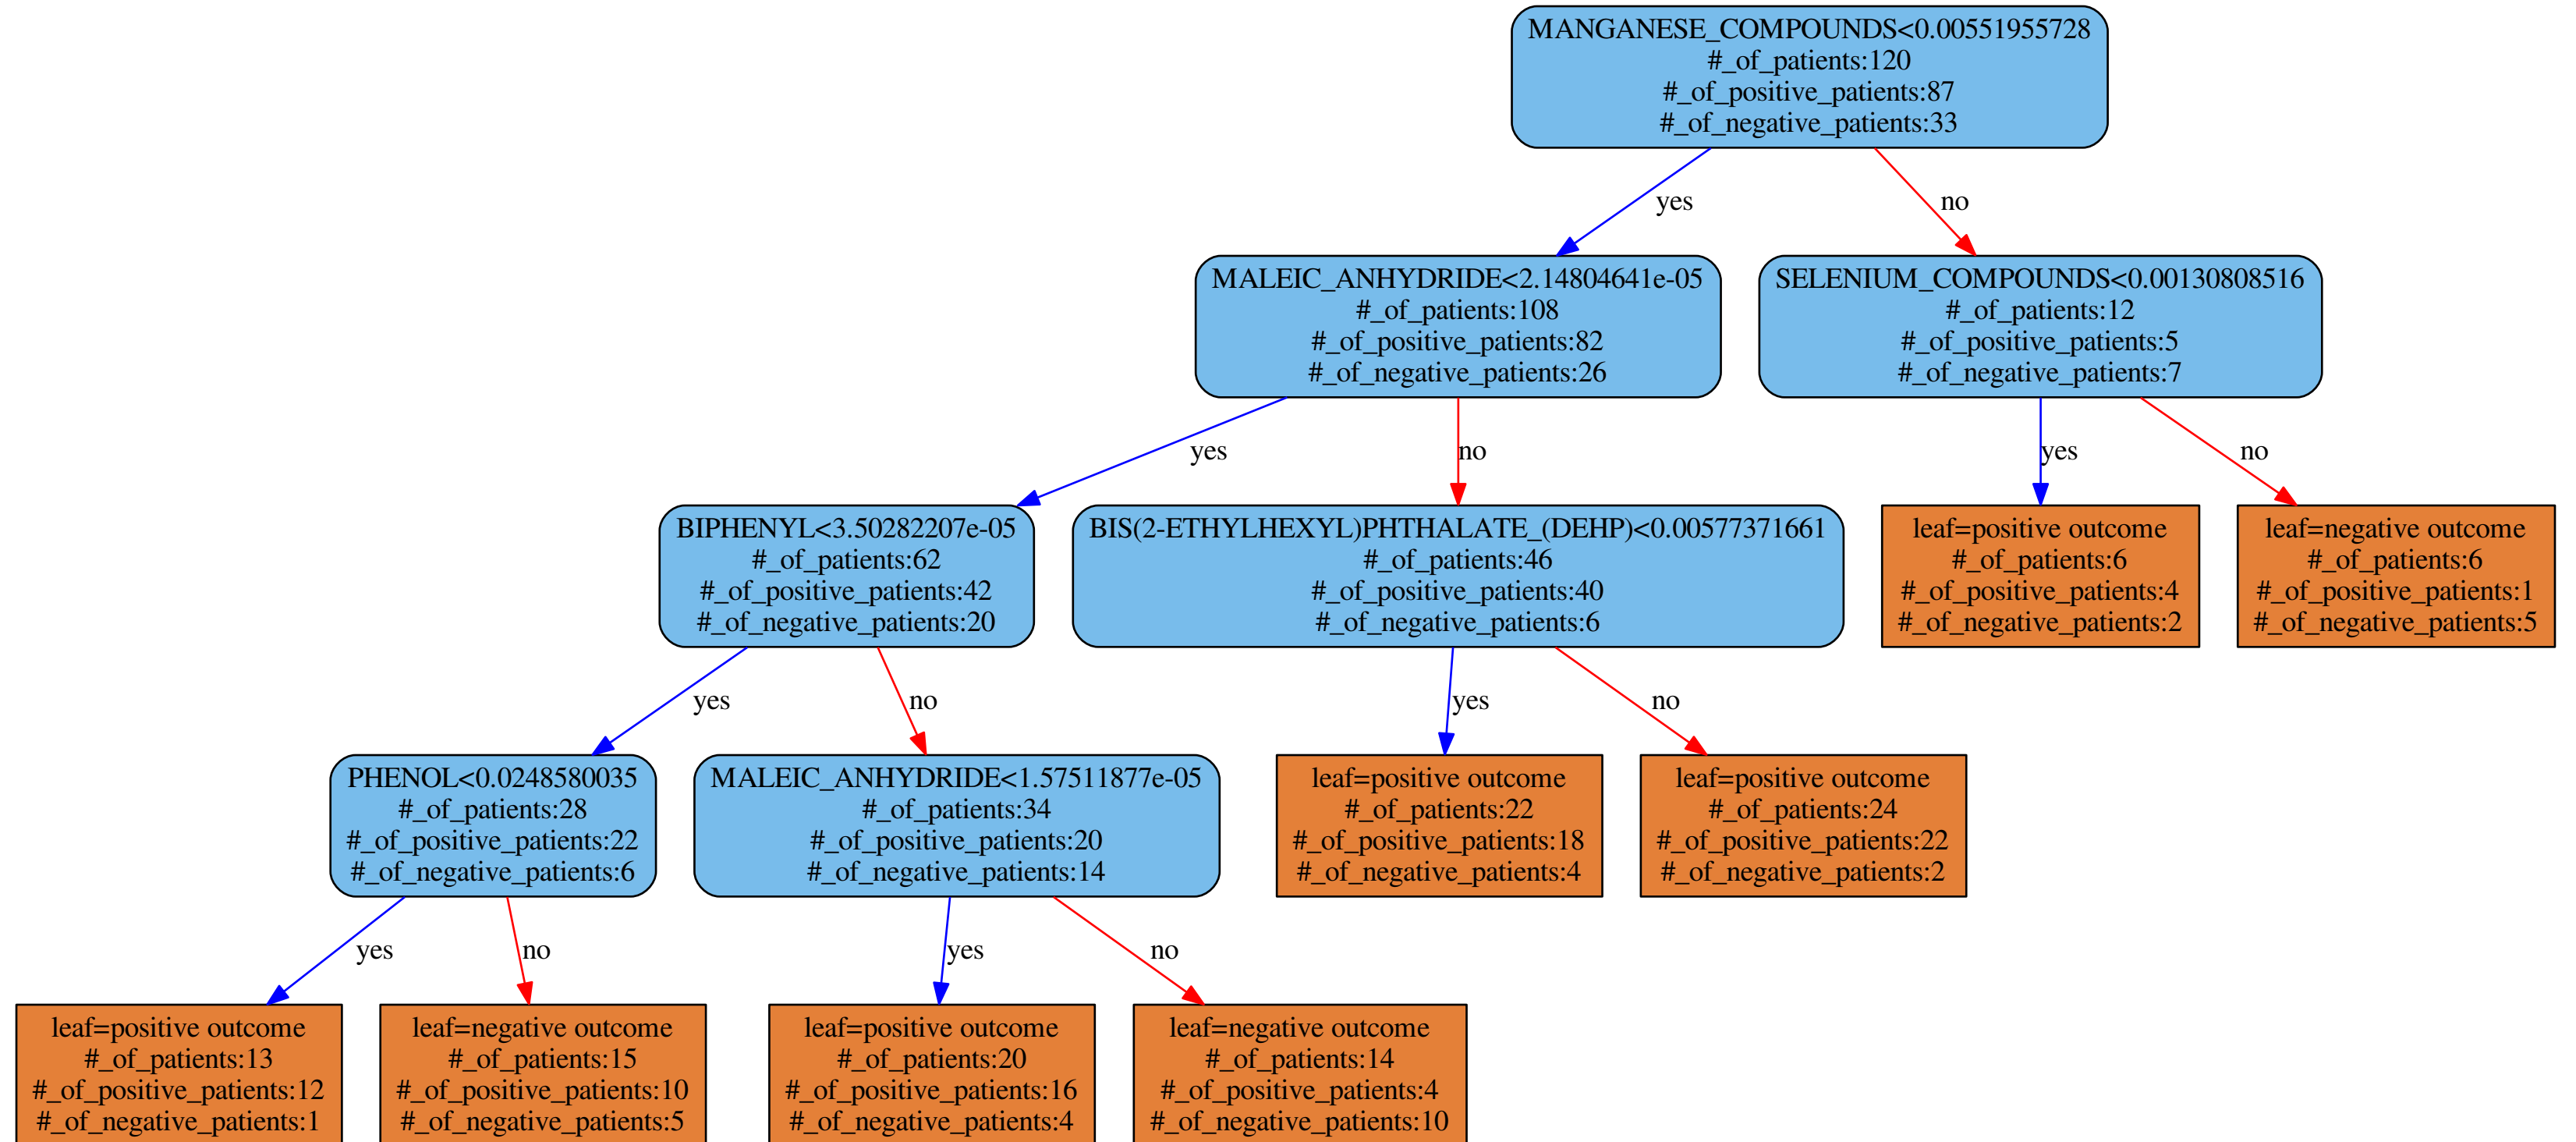 MANGANESE_COMPOUNDS<0.00551955728
#_of_patients:120
#_of_positive_patients:87
#_of_negative_patients:33
yes
no
MALEIC_ANHYDRIDE<2.14804641e-05
#_of_patients:108
#_of_positive_patients:82
#_of_negative_patients:26
SELENIUM_COMPOUNDS<0.00130808516
#_of_patients:12
#_of_positive_patients:5
#_of_negative_patients:7
yes
no
yes
no
BIPHENYL<3.50282207e-05
#_of_patients:62
#_of_positive_patients:42
#_of_negative_patients:20
BIS(2-ETHYLHEXYL)PHTHALATE_(DEHP)<0.00577371661
#_of_patients:46
#_of_positive_patients:40
#_of_negative_patients:6
leaf=positive outcome
#_of_patients:6
#_of_positive_patients:4
#_of_negative_patients:2
leaf=negative outcome
#_of_patients:6
#_of_positive_patients:1
#_of_negative_patients:5
yes
no
yes
no
PHENOL<0.0248580035
#_of_patients:28
#_of_positive_patients:22
#_of_negative_patients:6
MALEIC_ANHYDRIDE<1.57511877e-05
#_of_patients:34
#_of_positive_patients:20
#_of_negative_patients:14
leaf=positive outcome
#_of_patients:22
#_of_positive_patients:18
#_of_negative_patients:4
leaf=positive outcome
#_of_patients:24
#_of_positive_patients:22
#_of_negative_patients:2
yes
no
yes
no
leaf=positive outcome
#_of_patients:13
#_of_positive_patients:12
#_of_negative_patients:1
leaf=negative outcome
#_of_patients:15
#_of_positive_patients:10
#_of_negative_patients:5
leaf=positive outcome
#_of_patients:20
#_of_positive_patients:16
#_of_negative_patients:4
leaf=negative outcome
#_of_patients:14
#_of_positive_patients:4
#_of_negative_patients:10